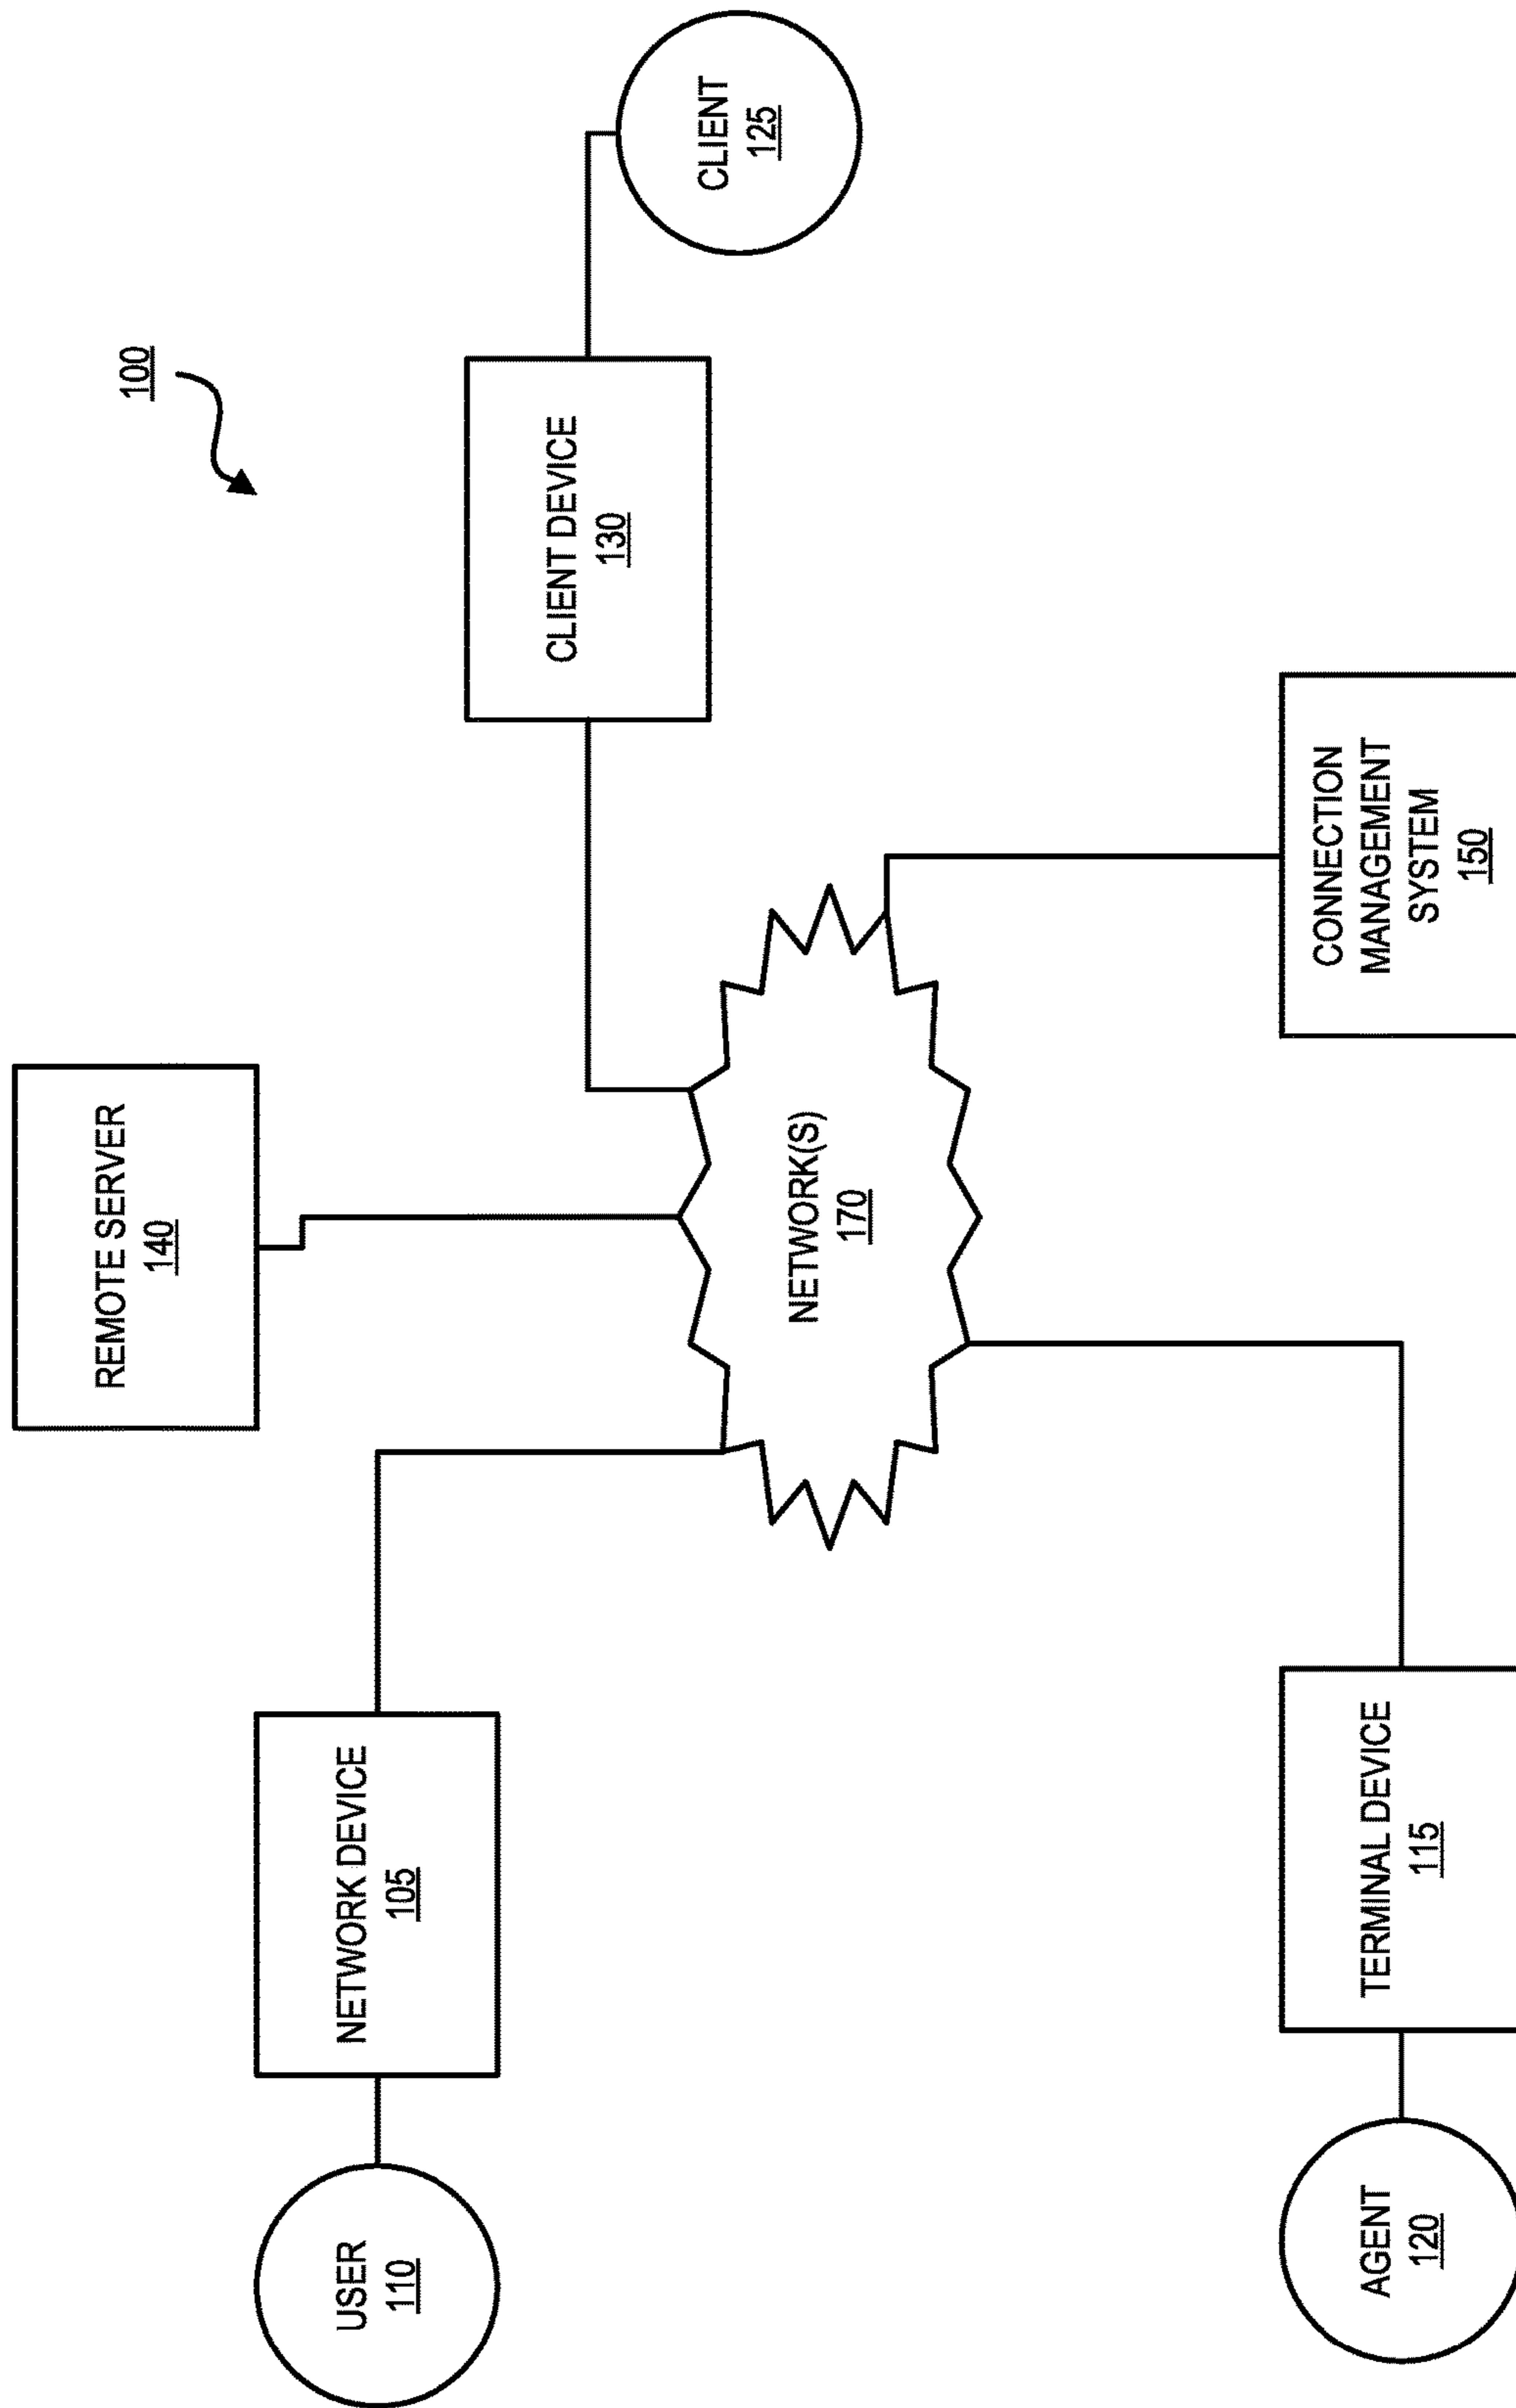 REMOTE SERVER
140
100
USER
110
NETWORK DEVICE
105
CLIENT DEVICE
130
CLIENT
125
NETWORK(S)
170
AGENT
120
TERMINAL DEVICE
115
CONNECTION
MANAGEMENT
SYSTEM
150